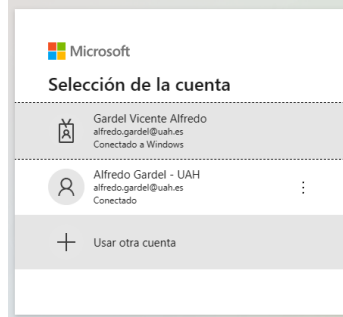 Microsoft
Selección de la cuenta
Gardel Vicente Alfredo
alfredo.gardel@uah.es
Conectado a Windows
Alfredo Gardel - UAH
alfredo.gardel@uah.es
Conectado
Usar otra cuenta